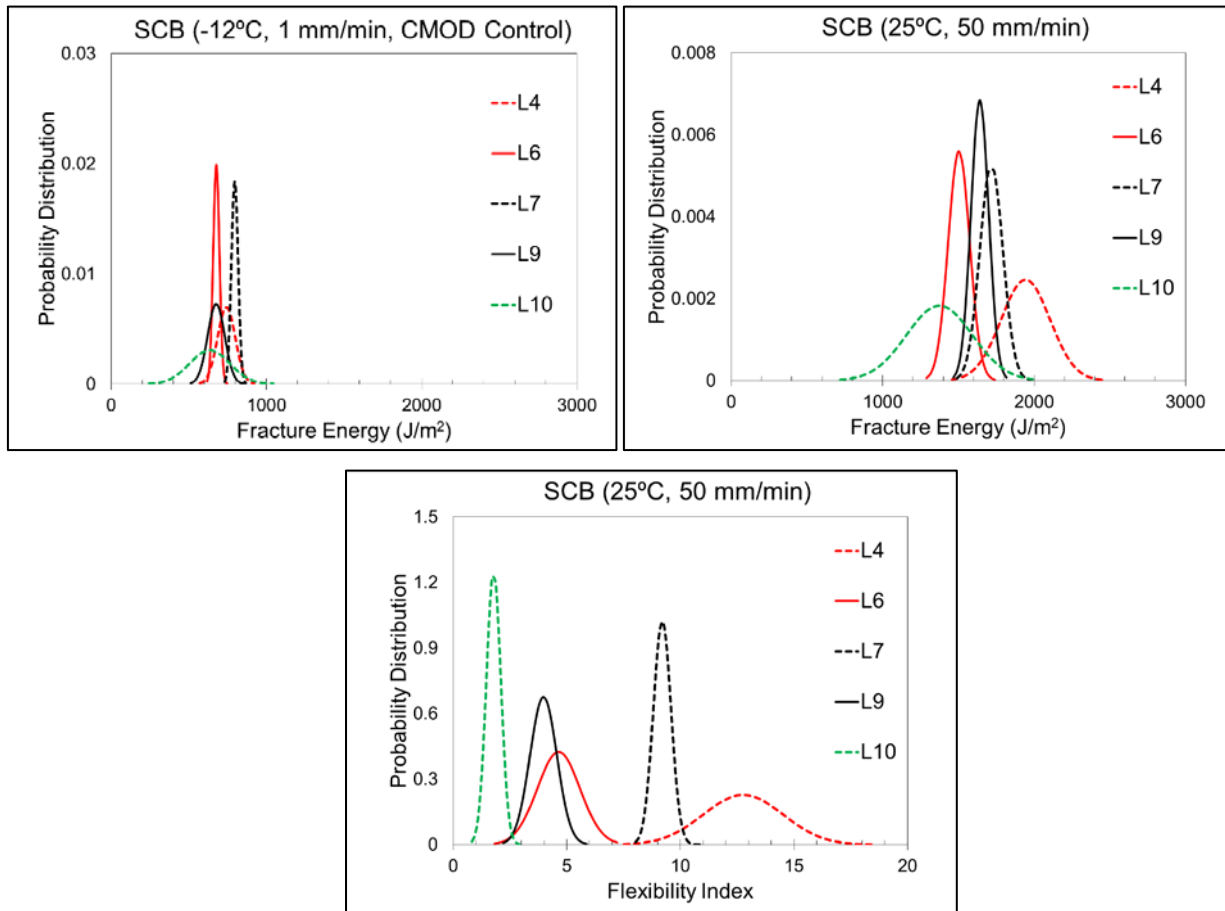 SCB (-12ºC, 1 mm/min, CMOD Control)
Probability Distribution
0.03
0.02
0.01
0
0
1000
2000
3000
Fracture Energy (J/m²)
L4
L6
L7
L9
L10
SCB (25ºC, 50 mm/min)
Probability Distribution
0.008
0.006
0.004
0.002
0
0
1000
2000
3000
Fracture Energy (J/m²)
L4
L6
L7
L9
L10
SCB (25ºC, 50 mm/min)
Probability Distribution
1.5
1.2
0.9
0.6
0.3
0
0
5
10
15
20
Flexibility Index
L4
L6
L7
L9
L10